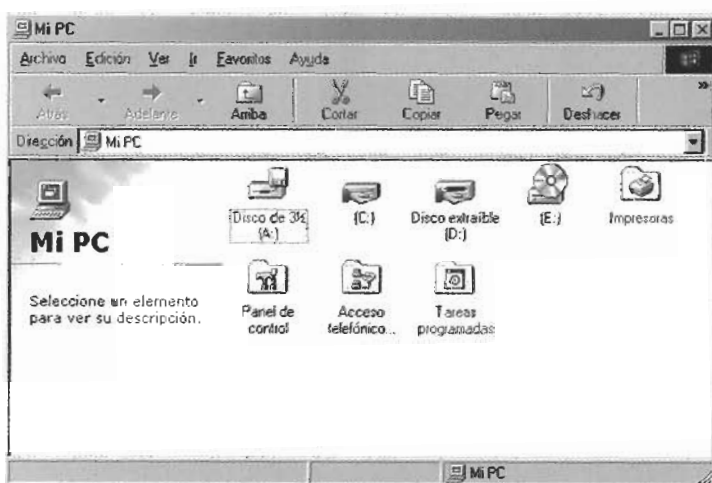 Mi PC
Archivo Edición Ver Ir Favoritos Ayuda
Atrás Adelante Arriba Cortar Copiar Pegar Deshacer »
Dirección Mi PC
Mi PC
Seleccione un elemento
para ver su descripción.
Disco de 3½
(A:)
(C:)
Disco extraíble
(D:)
(E:)
Impresoras
Panel de
control
Acceso
telefónico...
Tareas
programadas
Mi PC